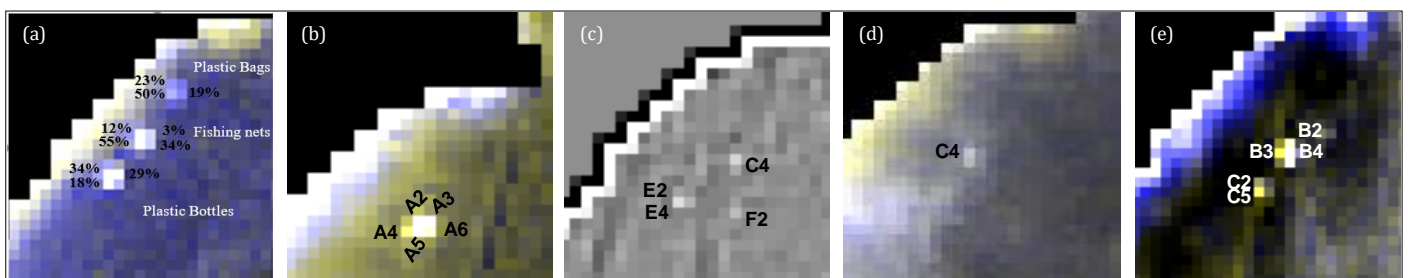 (a)
Plastic Bags
23%
50% 19%
12% 3% Fishing nets
55% 34%
34% 29%
18%
Plastic Bottles
(b)
A2 A3
A4 A6
A5
(c)
C4
E2
E4
F2
(d)
C4
(e)
B2
B3 B4
C2
C5